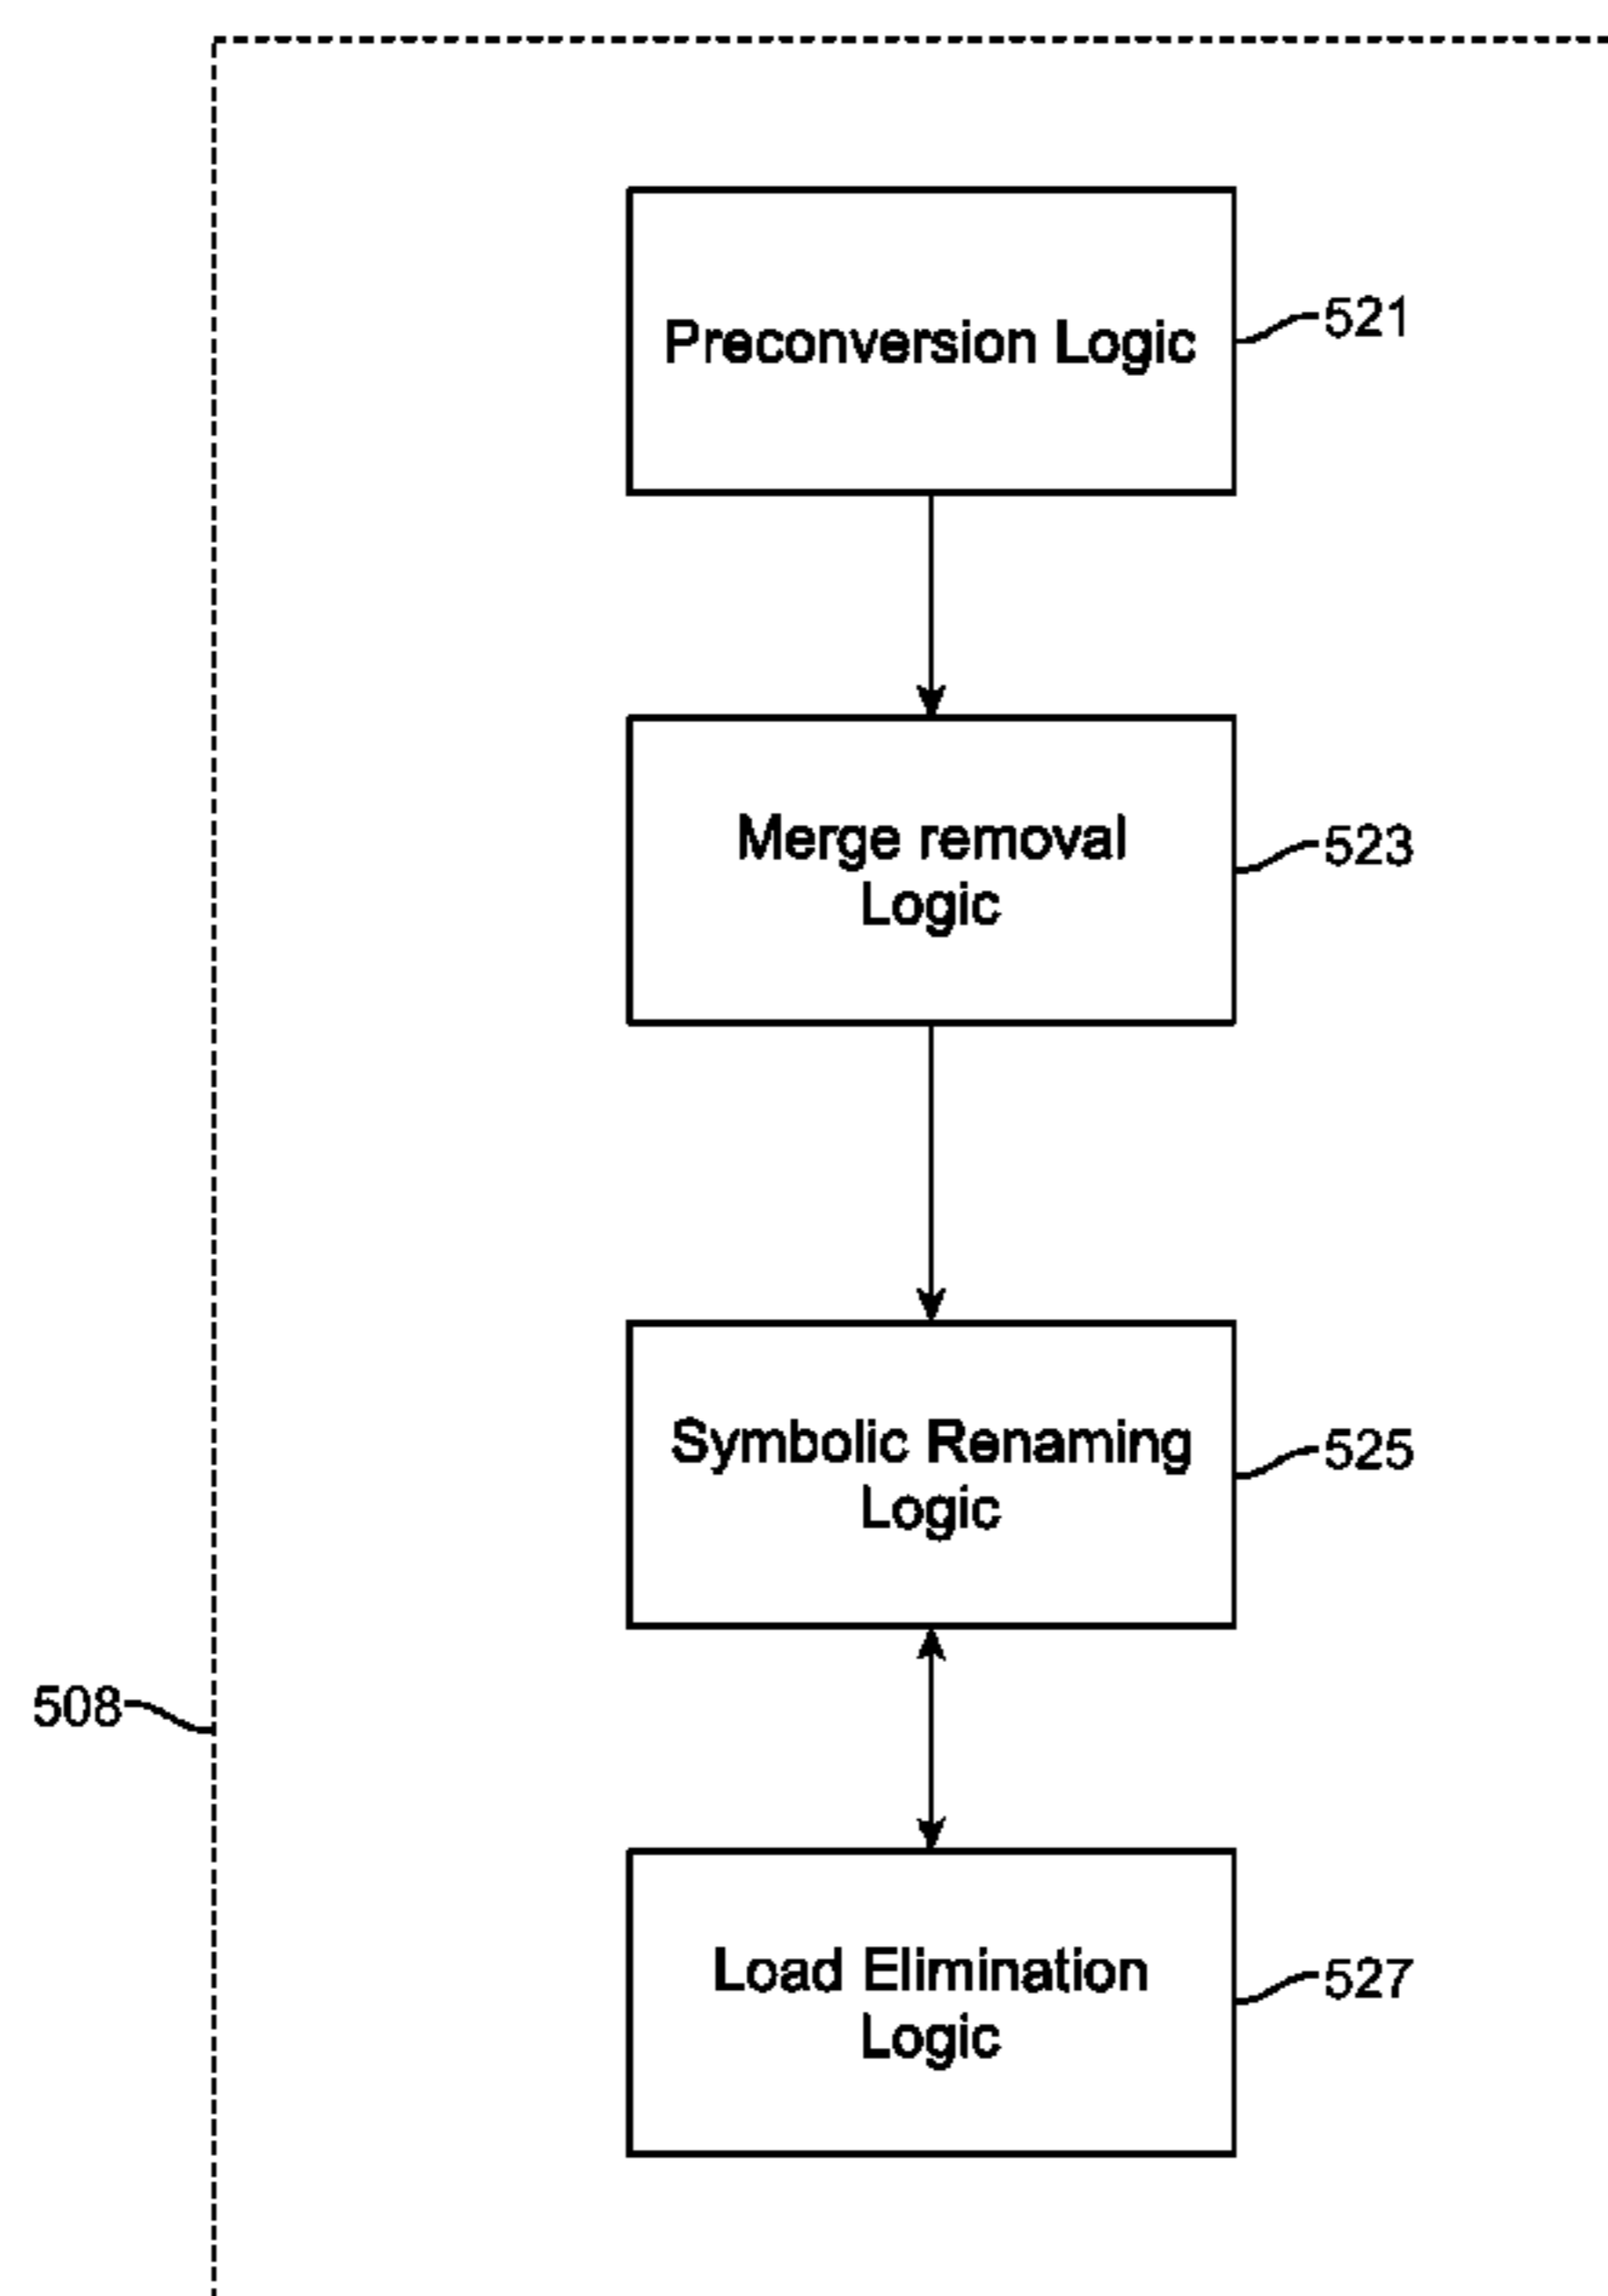 Preconversion Logic
521
Merge removal
Logic
523
Symbolic Renaming
Logic
525
508
Load Elimination
Logic
527